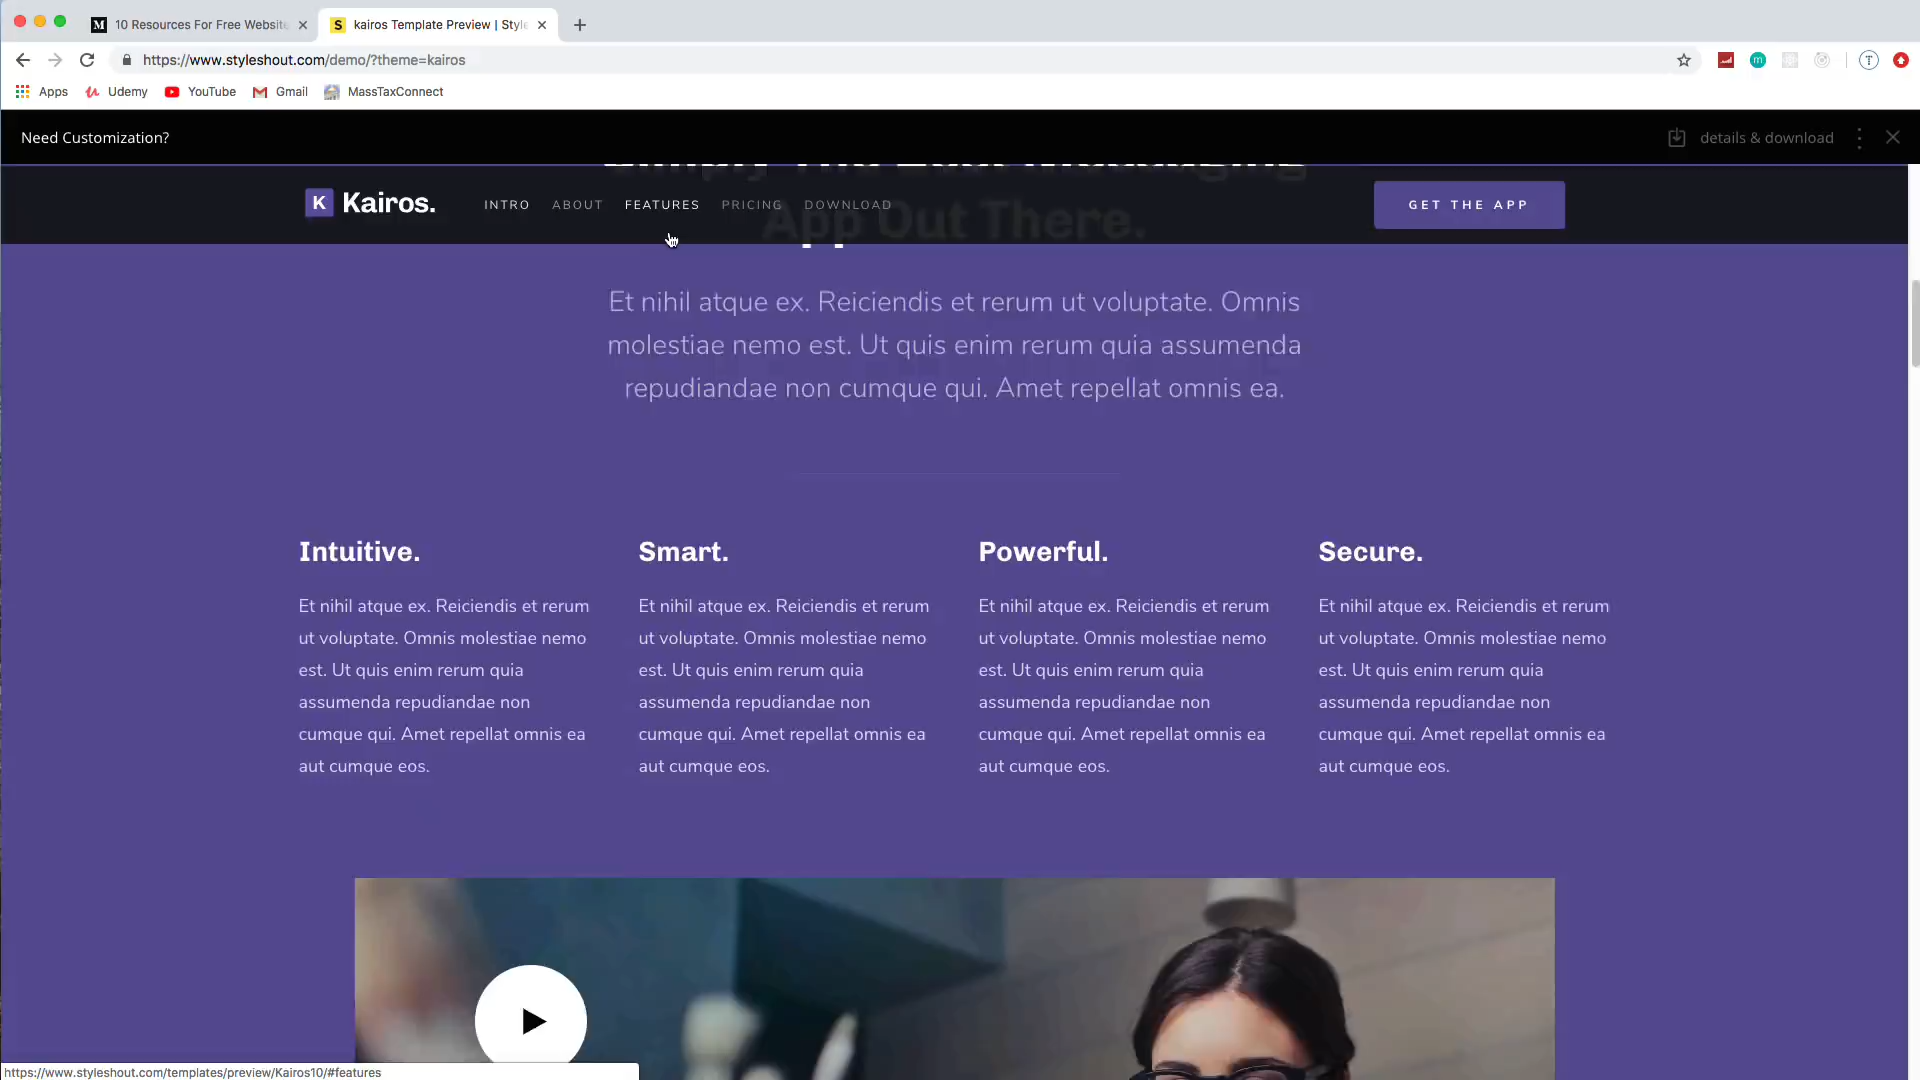 M 10 Resources For Free Website
S kairos Template Preview | Style
https://www.styleshout.com/demo/?theme=kairos
m
T
Apps Udemy YouTube Gmail MassTaxConnect
Need Customization?
details & download
Simply The Best Messaging
K Kairos. INTRO ABOUT FEATURES PRICING DOWNLOAD GET THE APP
App Out There.
Et nihil atque ex. Reiciendis et rerum ut voluptate. Omnis
molestiae nemo est. Ut quis enim rerum quia assumenda
repudiandae non cumque qui. Amet repellat omnis ea.
Intuitive.
Et nihil atque ex. Reiciendis et rerum
ut voluptate. Omnis molestiae nemo
est. Ut quis enim rerum quia
assumenda repudiandae non
cumque qui. Amet repellat omnis ea
aut cumque eos.
Smart.
Et nihil atque ex. Reiciendis et rerum
ut voluptate. Omnis molestiae nemo
est. Ut quis enim rerum quia
assumenda repudiandae non
cumque qui. Amet repellat omnis ea
aut cumque eos.
Powerful.
Et nihil atque ex. Reiciendis et rerum
ut voluptate. Omnis molestiae nemo
est. Ut quis enim rerum quia
assumenda repudiandae non
cumque qui. Amet repellat omnis ea
aut cumque eos.
Secure.
Et nihil atque ex. Reiciendis et rerum
ut voluptate. Omnis molestiae nemo
est. Ut quis enim rerum quia
assumenda repudiandae non
cumque qui. Amet repellat omnis ea
aut cumque eos.
https://www.styleshout.com/templates/preview/Kairos10/#features